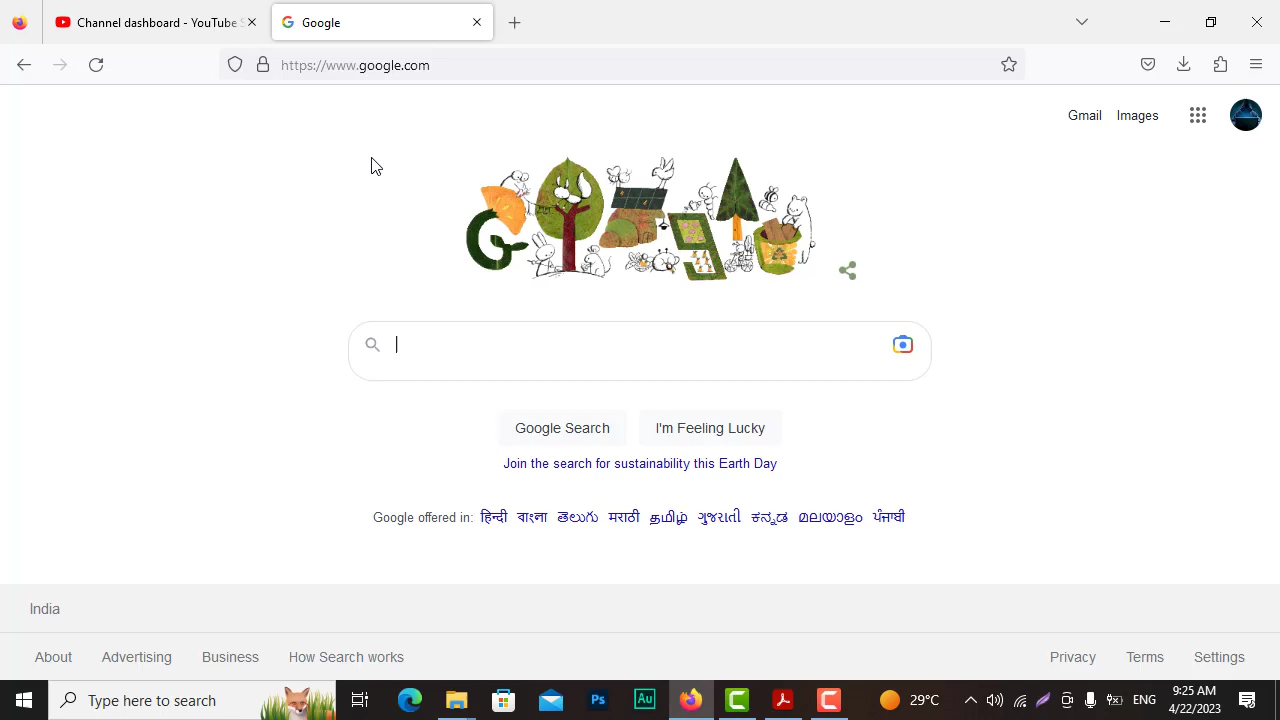 Channel dashboard - YouTube S
Google
https://www.google.com
Gmail Images
Google Search I'm Feeling Lucky
Join the search for sustainability this Earth Day
Google offered in: हिन्दी বাংলা తెలుగు मराठी தமிழ் ગુજરાતી ಕನ್ನಡ മലയാളം ਪੰਜਾਬੀ
India
About Advertising Business How Search works Privacy Terms Settings
Type here to search Ps Au 29°C ENG 9:25 AM
4/22/2023